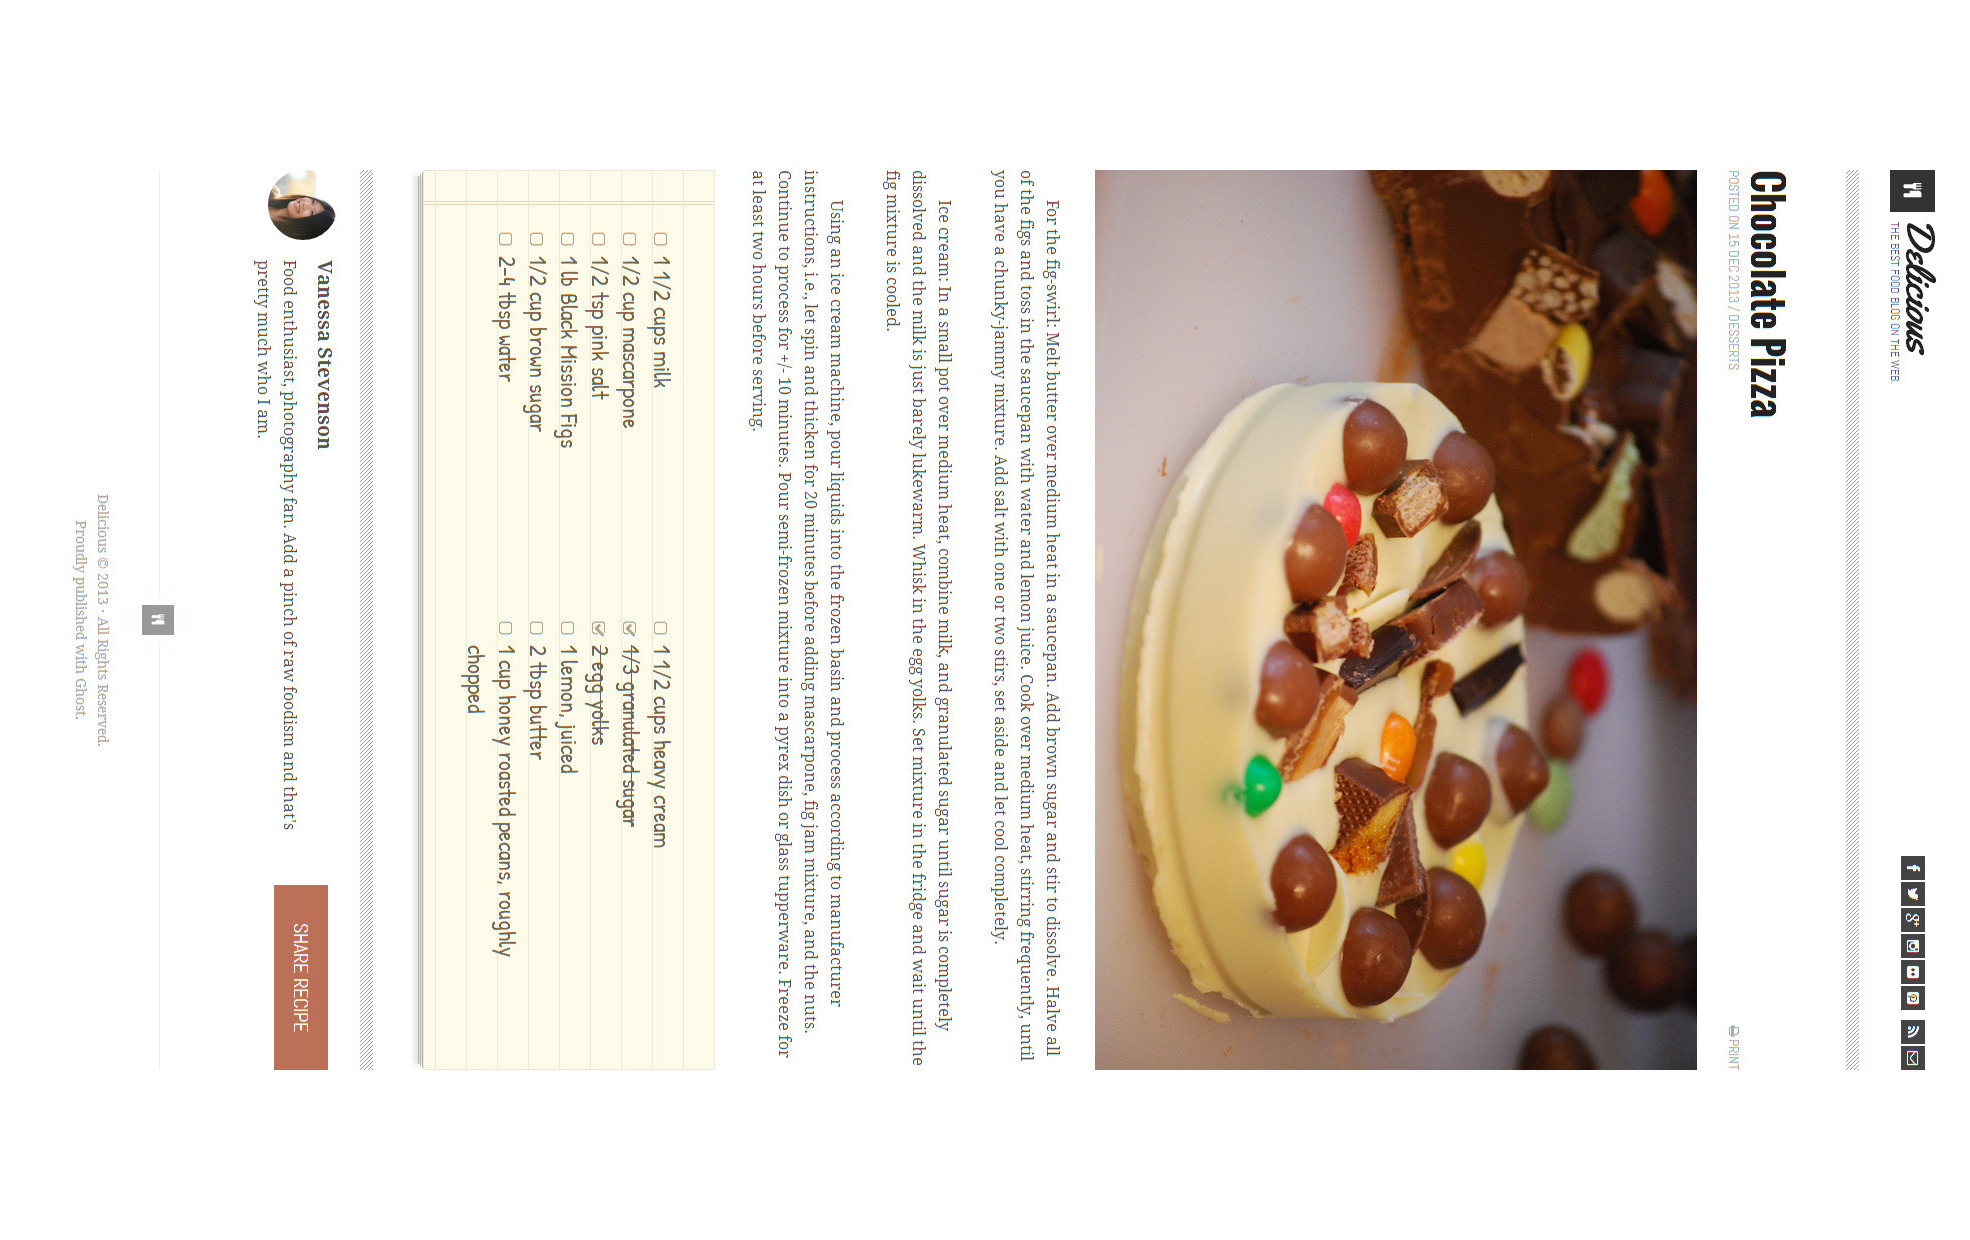 Delicious
THE BEST FOOD BLOG ON THE WEB.
Chocolate Pizza
POSTED ON 15 DEC 2013 / DESSERTS
PRINT
For the fig-swirl: Melt butter over medium heat in a saucepan. Add brown sugar and stir to dissolve. Halve all
of the figs and toss in the saucepan with water and lemon juice. Cook over medium heat, stirring frequently, until
you have a chunky-jammy mixture. Add salt with one or two stirs, set aside and let cool completely.
Ice cream: In a small pot over medium heat, combine milk, and granulated sugar until sugar is completely
dissolved and the milk is just barely lukewarm. Whisk in the egg yolks. Set mixture in the fridge and wait until the
fig mixture is cooled.
Using an ice cream machine, pour liquids into the frozen basin and process according to manufacturer
instructions, i.e., let spin and thicken for 20 minutes before adding mascarpone, fig jam mixture, and the nuts.
Continue to process for +/- 10 minutes. Pour semi-frozen mixture into a pyrex dish or glass tupperware. Freeze for
at least two hours before serving.
1 1/2 cups milk
1/2 cup mascarpone
1/2 tsp pink salt
1 lb Black Mission Figs
1/2 cup brown sugar
2-4 tbsp water
1 1/2 cups heavy cream
1/3 granulated sugar
2 egg yolks
1 lemon, juiced
2 tbsp butter
1 cup honey roasted pecans, roughly
chopped
Vanessa Stevenson
Food enthusiast, photography fan. Add a pinch of raw foodism and that's
pretty much who I am.
SHARE RECIPE
Delicious © 2013 · All Rights Reserved.
Proudly published with Ghost.